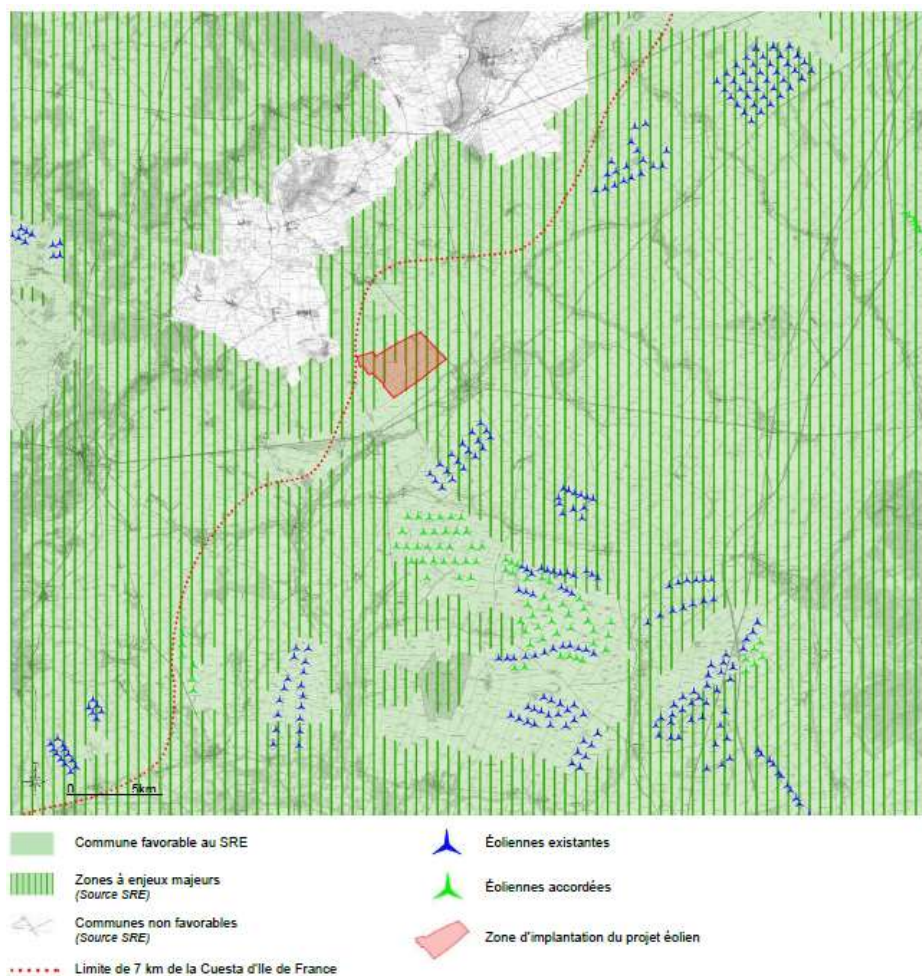 0 5km
Commune favorable au SRE
Zones à enjeux majeurs
(Source SRE)
Communes non favorables
(Source SRE)
Limite de 7 km de la Cuesta d'Ile de France
Éoliennes existantes
Éoliennes accordées
Zone d'implantation du projet éolien